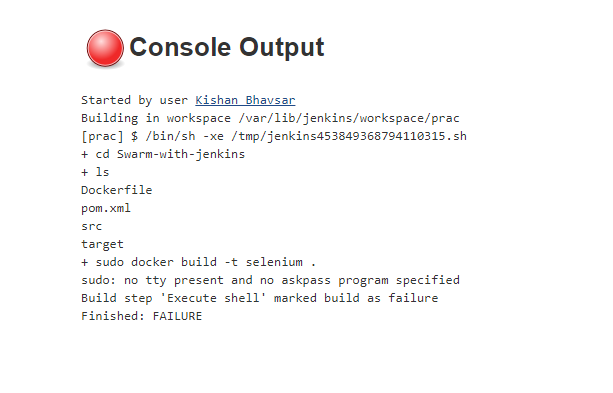 Console Output
Started by user Kishan Bhavsar
Building in workspace /var/lib/jenkins/workspace/prac
[prac] $ /bin/sh -xe /tmp/jenkins453849368794110315.sh
+ cd Swarm-with-jenkins
+ ls
Dockerfile
pom.xml
src
target
+ sudo docker build -t selenium .
sudo: no tty present and no askpass program specified
Build step 'Execute shell' marked build as failure
Finished: FAILURE